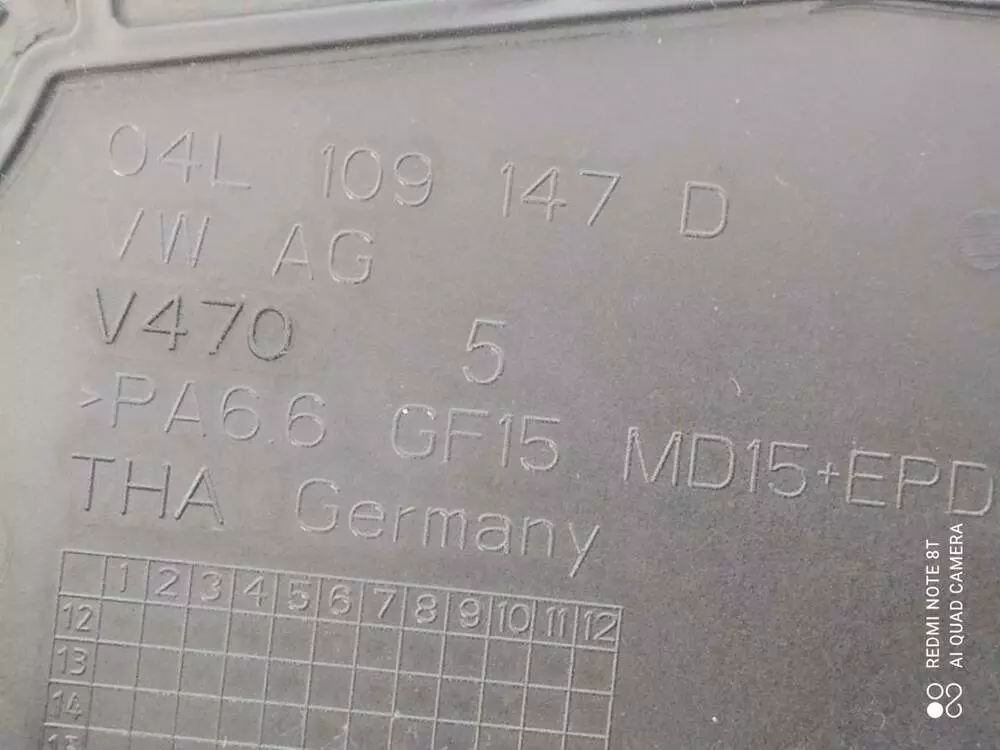 04L 109 147 D
VW AG
V470 5
>PA6.6 GF15 MD15+EPD
THA Germany
1 2 3 4 5 6 7 8 9 10 11 12
12
13
14
15
REDMI NOTE 8T
AI QUAD CAMERA